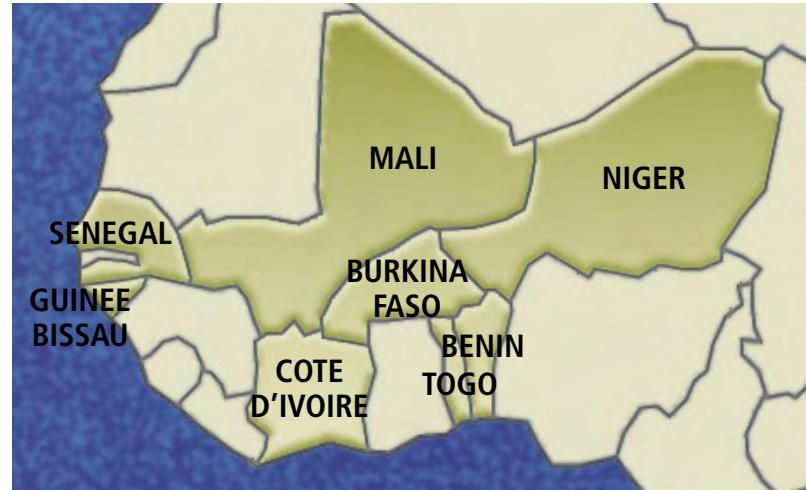 MALI
NIGER
SENEGAL
BURKINA
FASO
GUINEE
BISSAU
BENIN
TOGO
COTE
D'IVOIRE